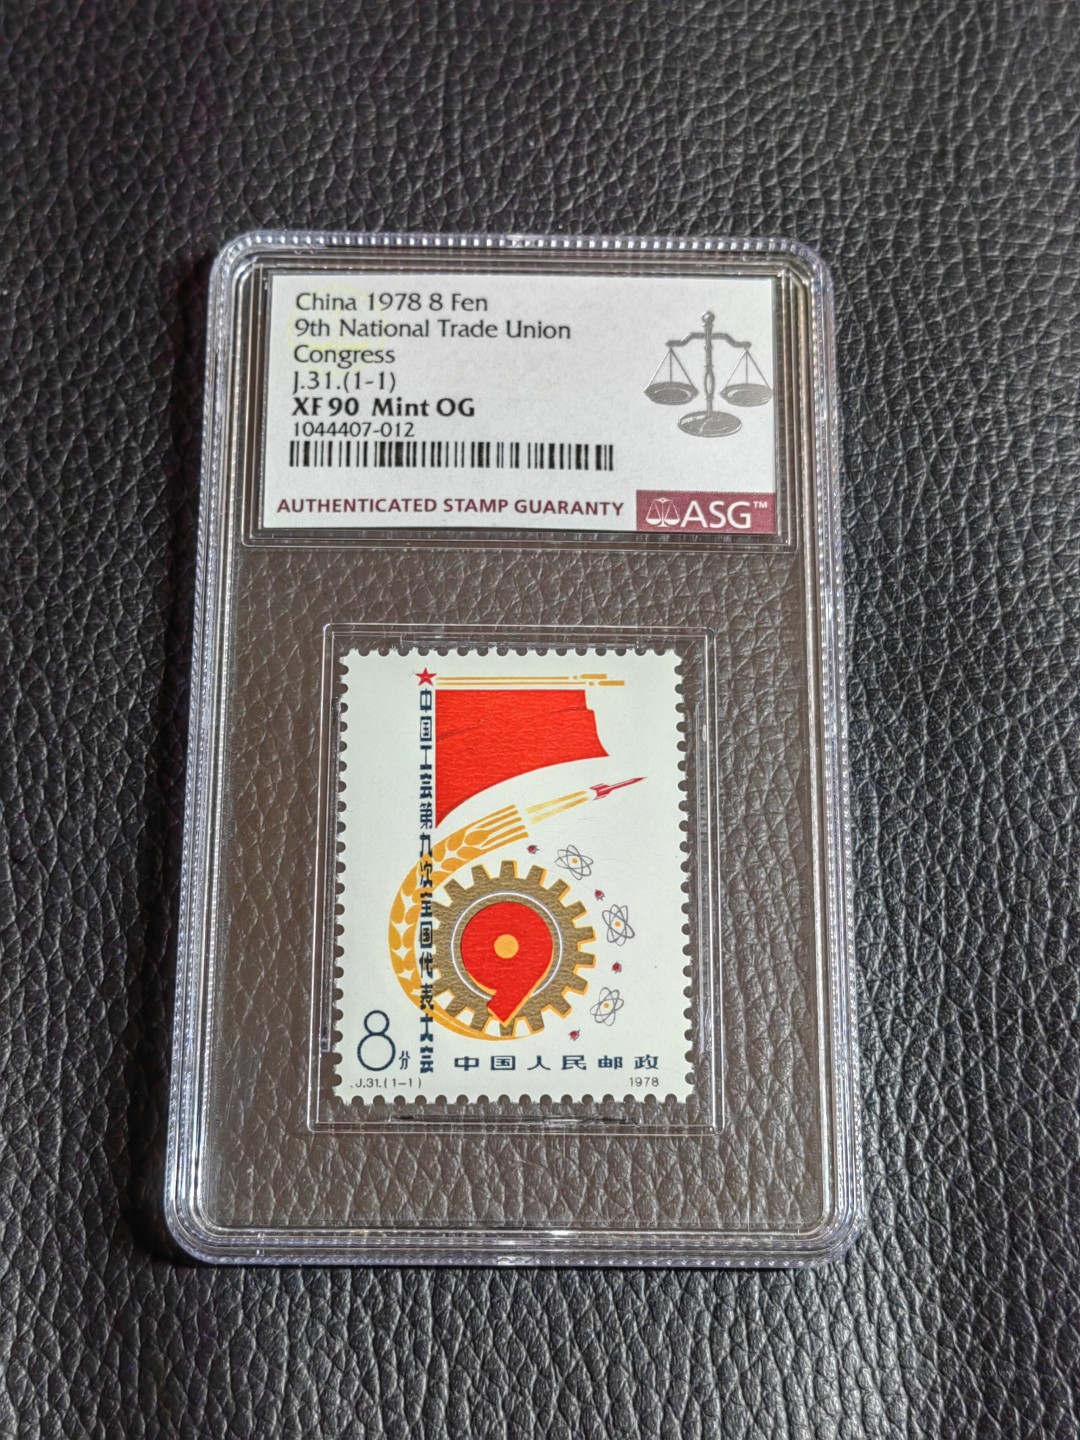 China 1978 8 Fen
9th National Trade Union
Congress
J.31.(1-1)
XF 90 Mint OG
1044407-012
AUTHENTICATED STAMP GUARANTY
ASG™
中国工会第九次全国代表大会
8分
中国人民邮政
J.31.(1-1)
1978